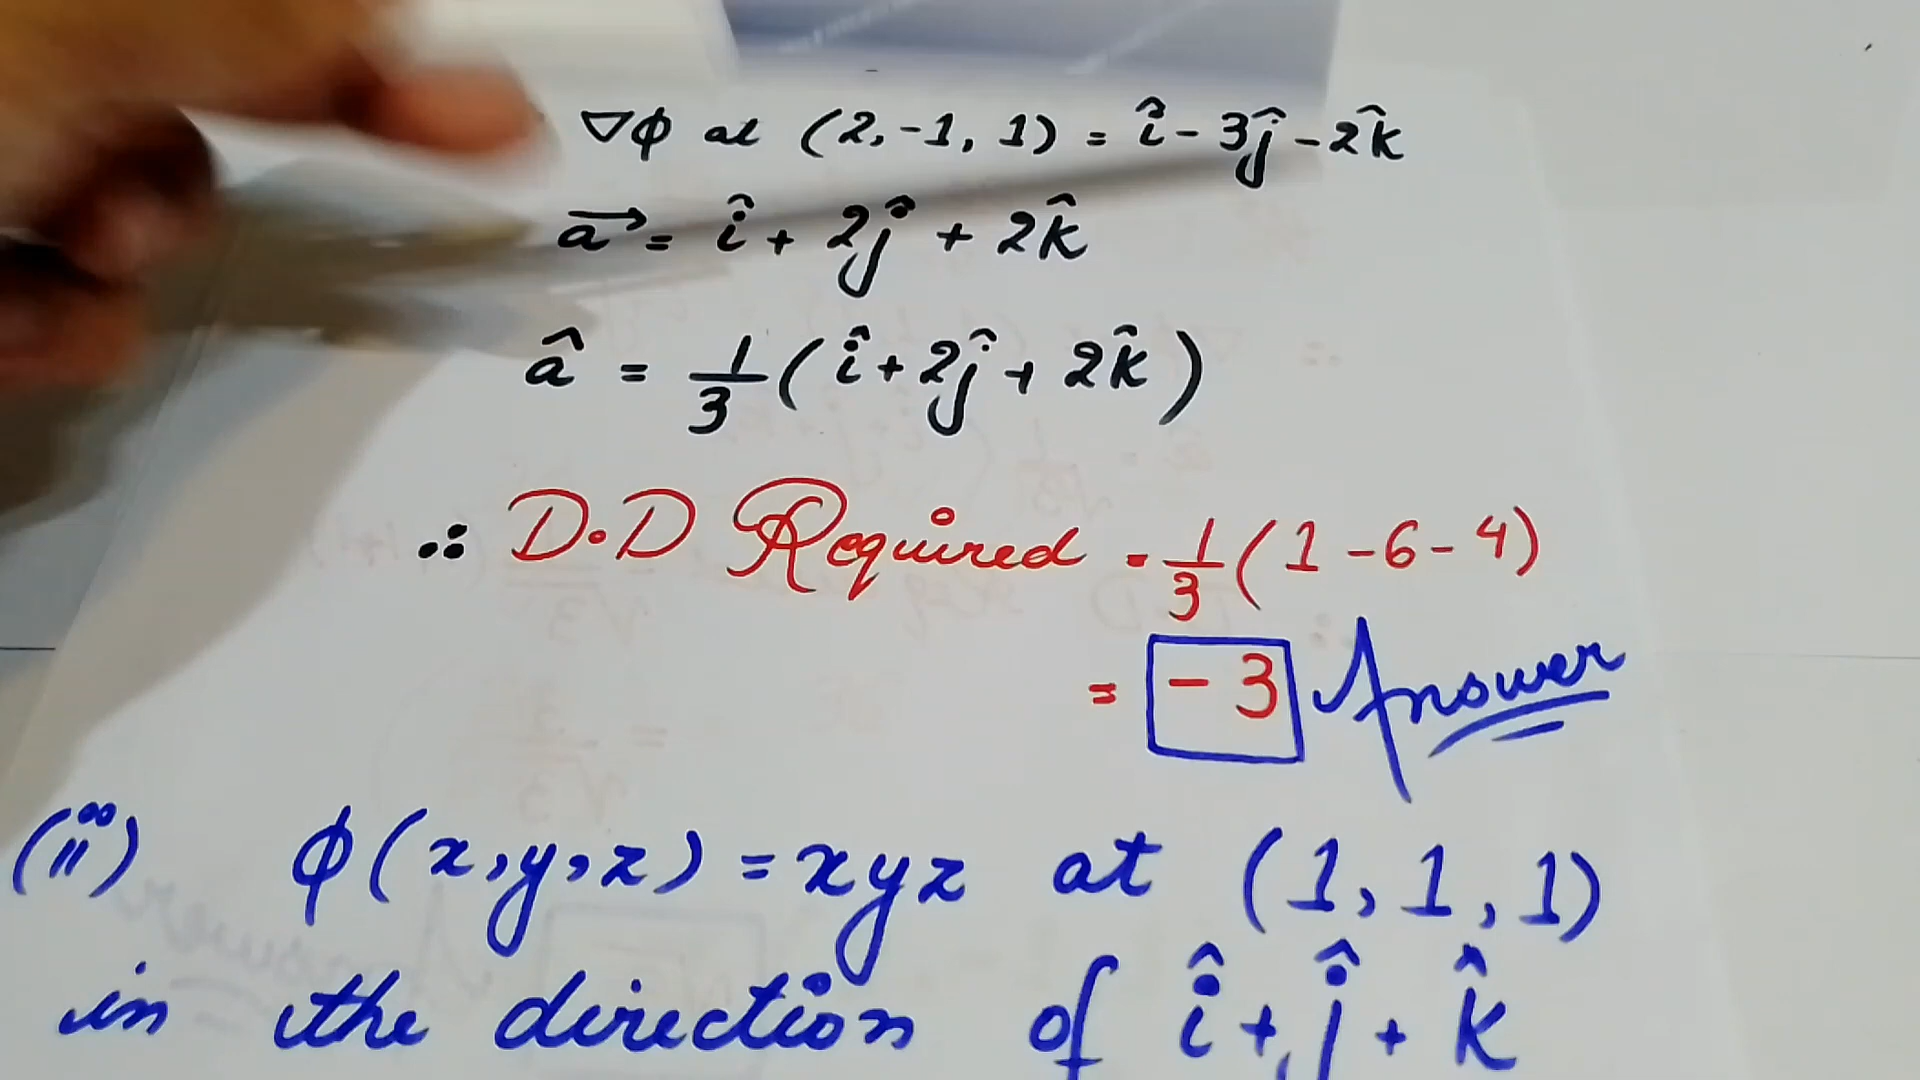 ∇φ at (2, -1, 1) = î - 3ĵ - 2k̂
a⃗ = î + 2ĵ + 2k̂
â = 1/3 (î + 2ĵ + 2k̂)
∴ D.D Required = 1/3 (1 - 6 - 4)
= -3 Answer
(ii) φ(x,y,z) = xyz at (1, 1, 1)
in the direction of î + ĵ + k̂